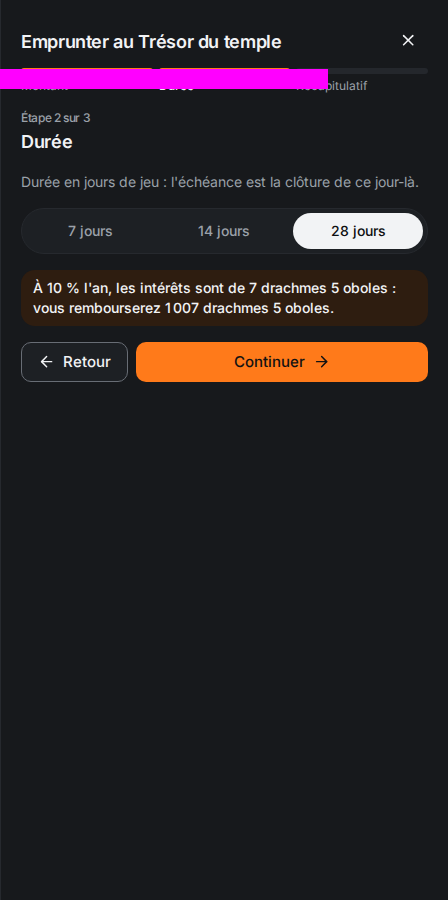 Emprunter au Trésor du temple
Étape 2 sur 3
Durée
Durée en jours de jeu : l'échéance est la clôture de ce jour-là.
7 jours
14 jours
28 jours
À 10 % l'an, les intérêts sont de 7 drachmes 5 oboles :
vous rembourserez 1 007 drachmes 5 oboles.
Retour
Continuer